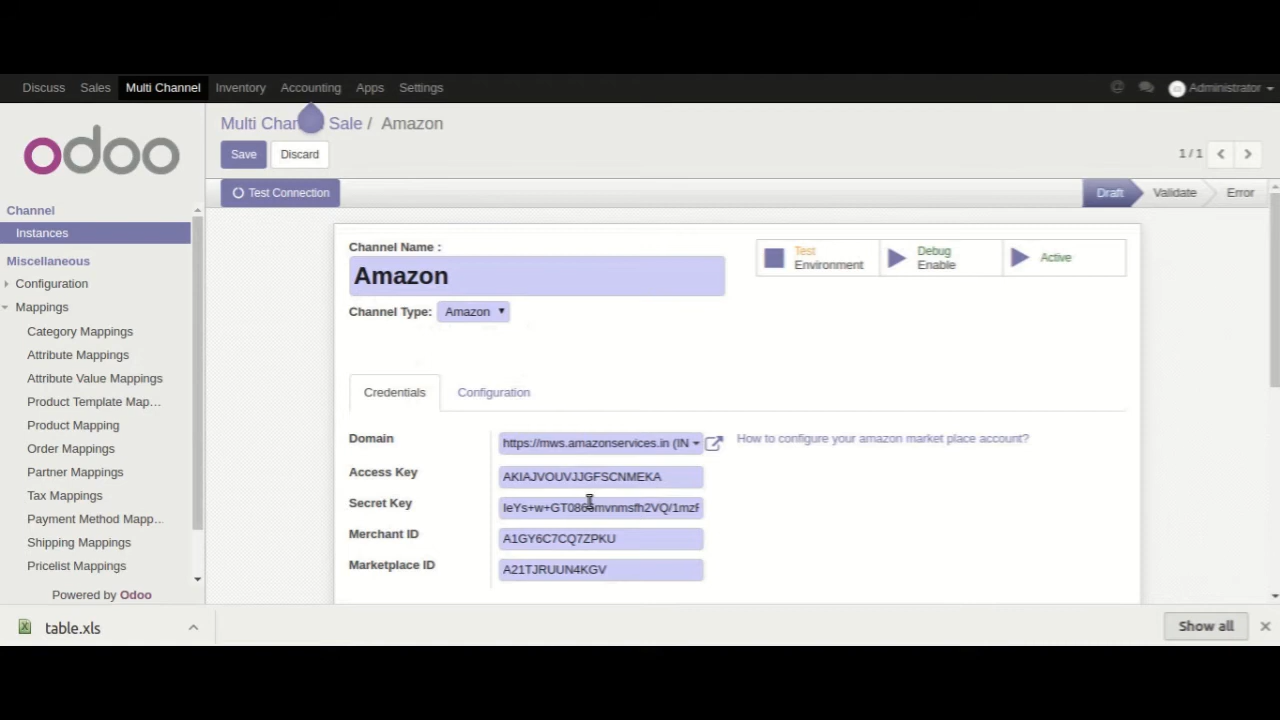 Discuss Sales Multi Channel Inventory Accounting Apps Settings Administrator
odoo
Multi Sale / Amazon
Save Discard 1 / 1
Test Connection Draft Validate Error
Channel
Instances
Miscellaneous
Configuration
Mappings
Category Mappings
Attribute Mappings
Attribute Value Mappings
Product Template Map...
Product Mapping
Order Mappings
Partner Mappings
Tax Mappings
Payment Method Mapp...
Shipping Mappings
Pricelist Mappings
Powered by Odoo
Channel Name :
Amazon
Channel Type: Amazon
Test
Environment
Debug
Enable
Active
Credentials Configuration
Domain https://mws.amazonservices.in (IN How to configure your amazon market place account?
Access Key AKIAJVOUVJJGFSCNMEKA
Secret Key
Merchant ID A1GY6C7CQ7ZPKU
Marketplace ID A21TJRUUN4KGV
table.xls Show all